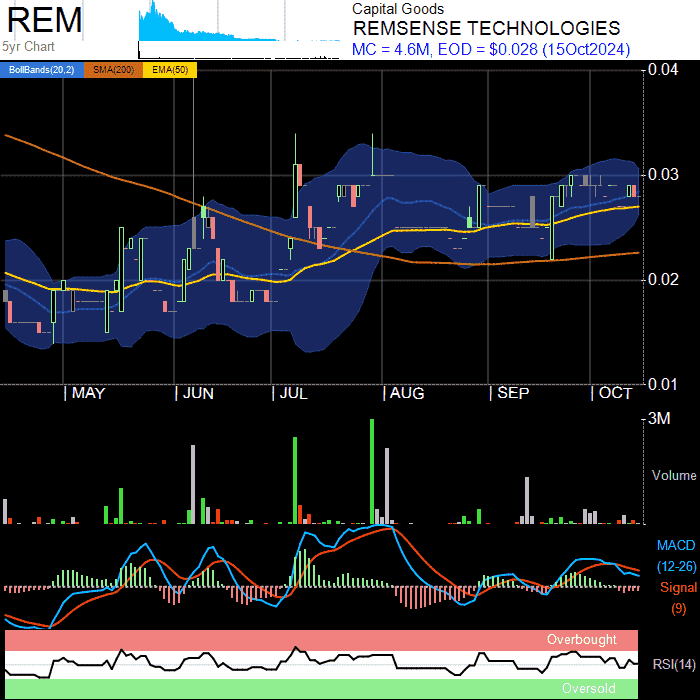 REM
5yr Chart
Capital Goods
REMSENSE TECHNOLOGIES
MC = 4.6M, EOD = $0.028 (15Oct2024)
BollBands(20,2) SMA(200) EMA(50)
0.04
0.03
0.02
0.01
MAY JUN JUL AUG SEP OCT
3M
Volume
MACD
(12-26)
Signal
(9)
Overbought
RSI(14)
Oversold